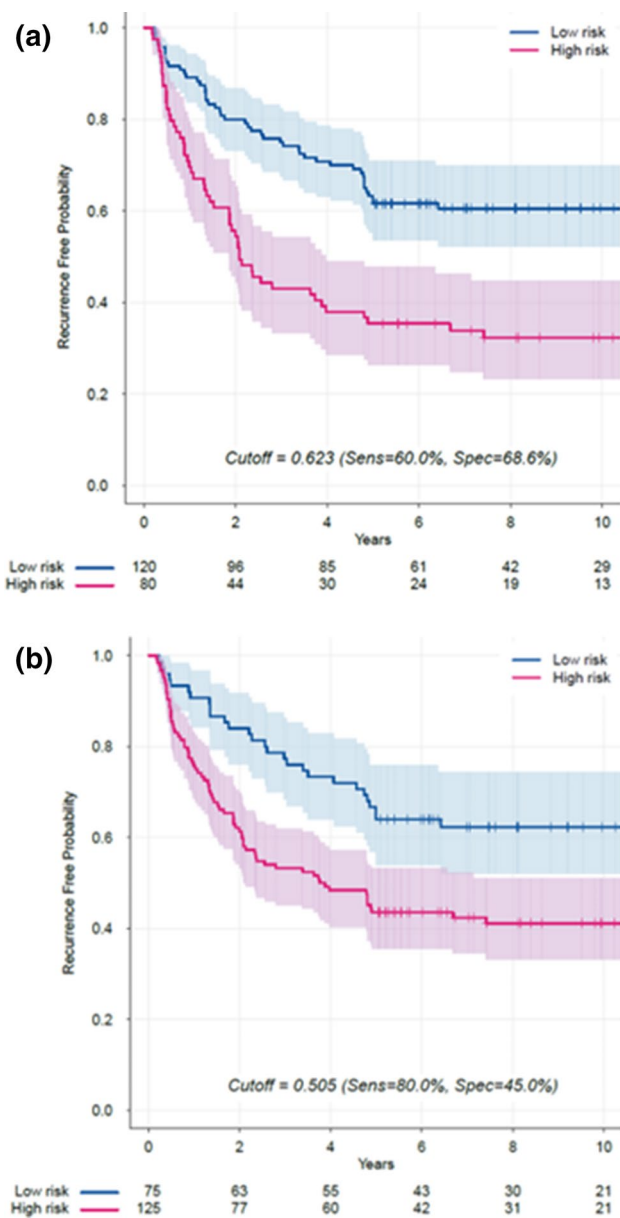 (a)
Low risk
High risk
1.0
0.8
0.6
0.4
0.2
0.0
Recurrence Free Probability
Cutoff = 0.623 (Sens=60.0%, Spec=68.6%)
0 2 4 6 8 10
Years
Low risk 120 96 85 61 42 29
High risk 80 44 30 24 19 13
(b)
Low risk
High risk
1.0
0.8
0.6
0.4
0.2
0.0
Recurrence Free Probability
Cutoff = 0.505 (Sens=80.0%, Spec=45.0%)
0 2 4 6 8 10
Years
Low risk 75 63 55 43 30 21
High risk 125 77 60 42 31 21